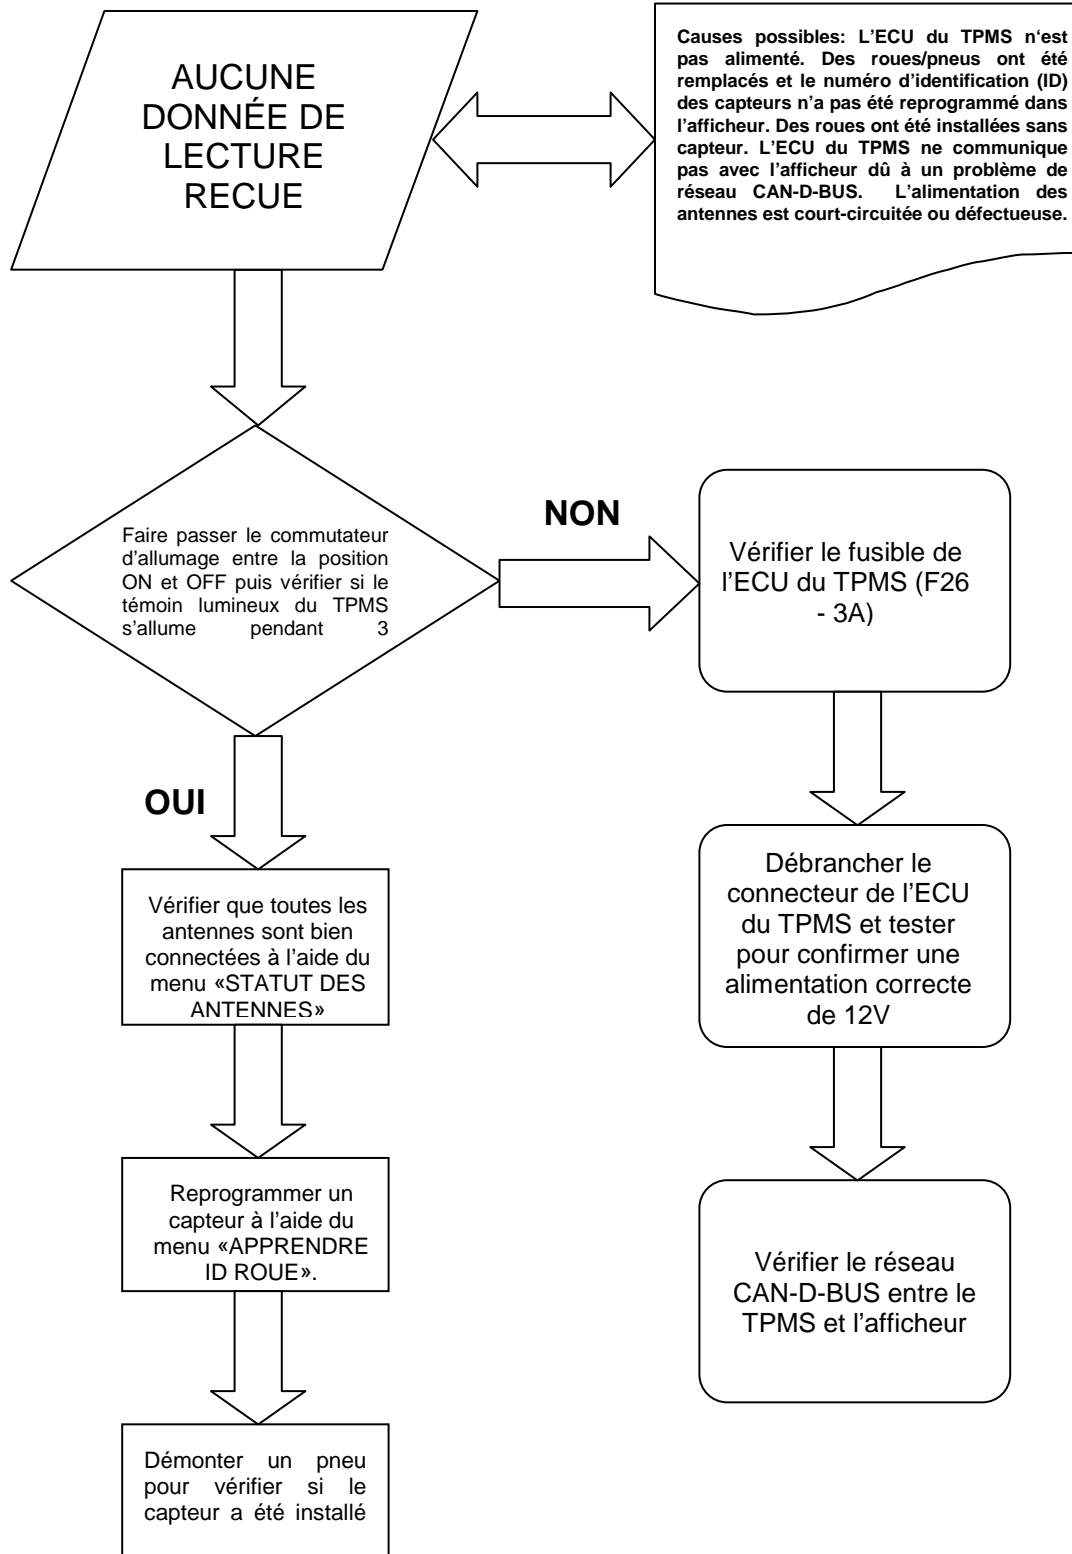 AUCUNE
DONNÉE DE
LECTURE
RECUE
Causes possibles: L’ECU du TPMS n‘est
pas alimenté. Des roues/pneus ont été
remplacés et le numéro d’identification (ID)
des capteurs n’a pas été reprogrammé dans
l’afficheur. Des roues ont été installées sans
capteur. L’ECU du TPMS ne communique
pas avec l’afficheur dû à un problème de
réseau CAN-D-BUS. L’alimentation des
antennes est court-circuitée ou défectueuse.
Faire passer le commutateur
d’allumage entre la position
ON et OFF puis vérifier si le
témoin lumineux du TPMS
s’allume pendant 3
NON
Vérifier le fusible de
l’ECU du TPMS (F26
- 3A)
OUI
Vérifier que toutes les
antennes sont bien
connectées à l’aide du
menu «STATUT DES
ANTENNES»
Débrancher le
connecteur de l’ECU
du TPMS et tester
pour confirmer une
alimentation correcte
de 12V
Reprogrammer un
capteur à l’aide du
menu «APPRENDRE
ID ROUE».
Vérifier le réseau
CAN-D-BUS entre le
TPMS et l’afficheur
Démonter un pneu
pour vérifier si le
capteur a été installé